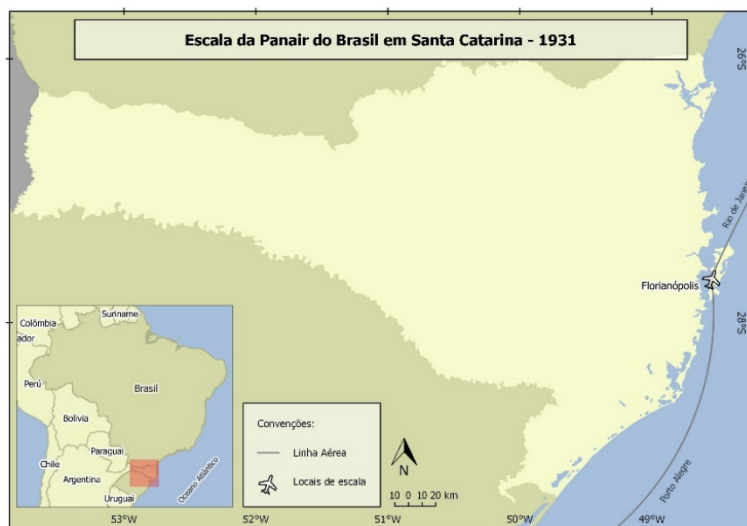 Escala da Panair do Brasil em Santa Catarina - 1931
26°S
Rio de Janeiro
Florianópolis
28°S
Porto Alegre
Suriname
Colômbia
ador
Perú
Brasil
Bolivia
Paraguai
Chile
Argentina
Uruguai
Oceano Atlântico
Convenções:
Linha Aérea
Locais de escala
N
10 0 10 20 km
53°W
52°W
51°W
50°W
49°W